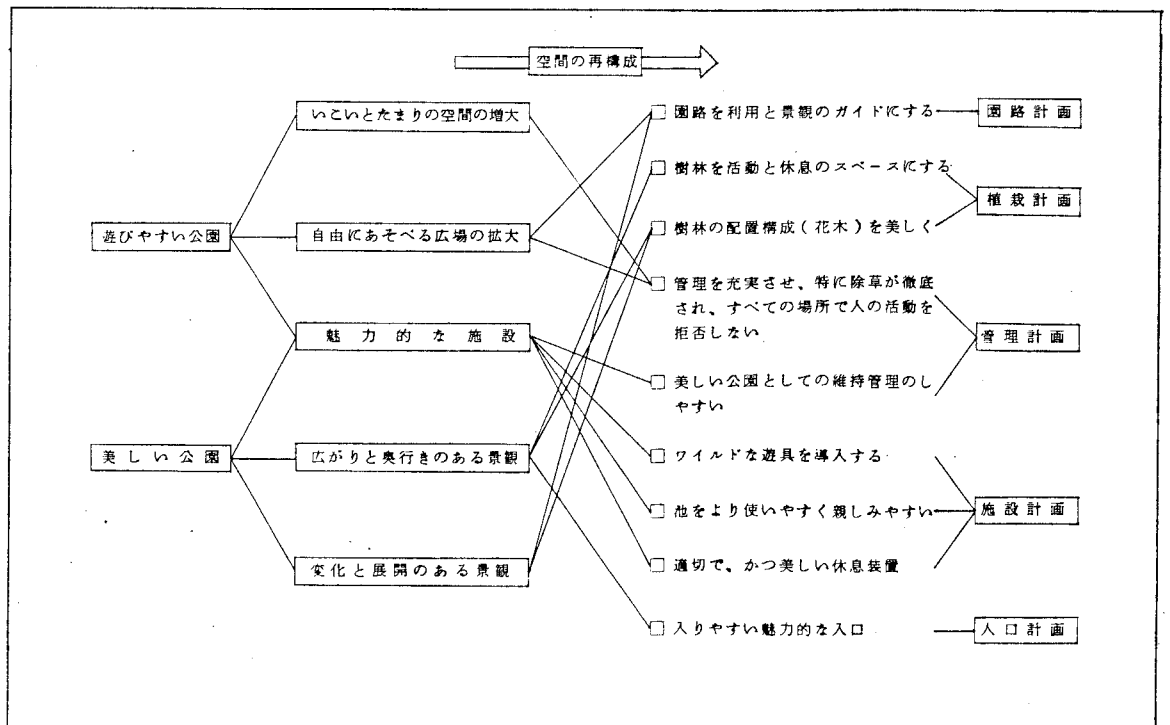 空間の再構成
いこいとたまりの空間の増大
園路を利用と景観のガイドにする
園路計画
樹林を活動と休息のスペースにする
植栽計画
遊びやすい公園
自由にあそべる広場の拡大
樹林の配置構成(花木)を美しく
管理を充実させ、特に除草が徹底
され、すべての場所で人の活動を
拒否しない
魅力的な施設
管理計画
美しい公園としての維持管理のし
やすい
美しい公園
広がりと奥行きのある景観
ワイルドな遊具を導入する
池をより使いやすく親しみやすい
施設計画
変化と展開のある景観
適切で、かつ美しい休息装置
入りやすい魅力的な入口
入口計画